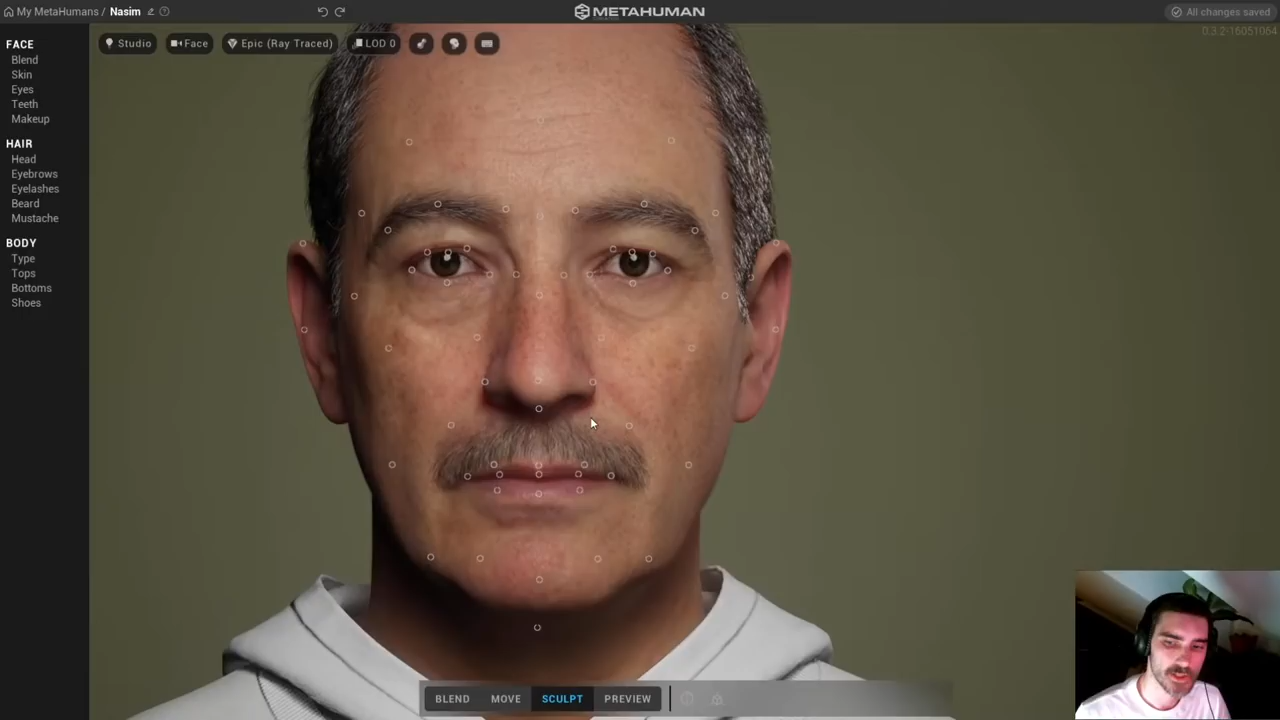 My MetaHumans / Nasim
METAHUMAN
All changes saved
0.3.2-16051064
Studio
Face
Epic (Ray Traced)
LOD 0
FACE
Blend
Skin
Eyes
Teeth
Makeup
HAIR
Head
Eyebrows
Eyelashes
Beard
Mustache
BODY
Type
Tops
Bottoms
Shoes
BLEND
MOVE
SCULPT
PREVIEW